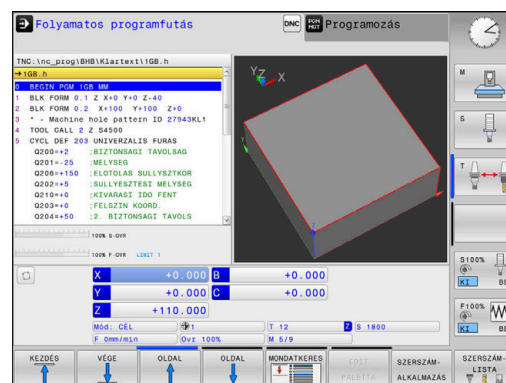 Folyamatos programfutás
DNC
PGM
MGT
Programozás
TNC:\nc_prog\BHB\Klartext\1GB.h
→1GB.h
0 BEGIN PGM 1GB MM
1 BLK FORM 0.1 Z X+0 Y+0 Z-40
2 BLK FORM 0.2 X+100 Y+100 Z+0
3 * - Machine hole pattern ID 27943KL1
4 TOOL CALL 2 Z S4500
5 CYCL DEF 203 UNIVERZALIS FURAS
Q200=+2 ;BIZTONSAGI TAVOLSAG
Q201=-25 ;MELYSEG
Q206=+150 ;ELOTOLAS SULLYSZTKOR
Q202=+5 ;SULLYESZTESI MELYSEG
Q210=+0 ;KIVARASI IDO FENT
Q203=+0 ;FELSZIN KOORD.
Q204=+50 ;2. BIZTONSAGI TAVOLS
Y Z X
Z
M
S
T
100% S-OVR
100% F-OVR LIMIT 1
S100%
KI BE
F100%
KI BE
X +0.000 B +0.000
Y +0.000 C +0.000
Z +110.000
Mód: CÉL 1 T 12 Z S 1800
F 0mm/min Ovr 100% M 5/9
KEZDÉS
VÉGE
OLDAL
OLDAL
MONDATKERES
EDIT
PALETTA
SZERSZÁM-
ALKALMAZÁS
SZERSZÁM-
LISTA